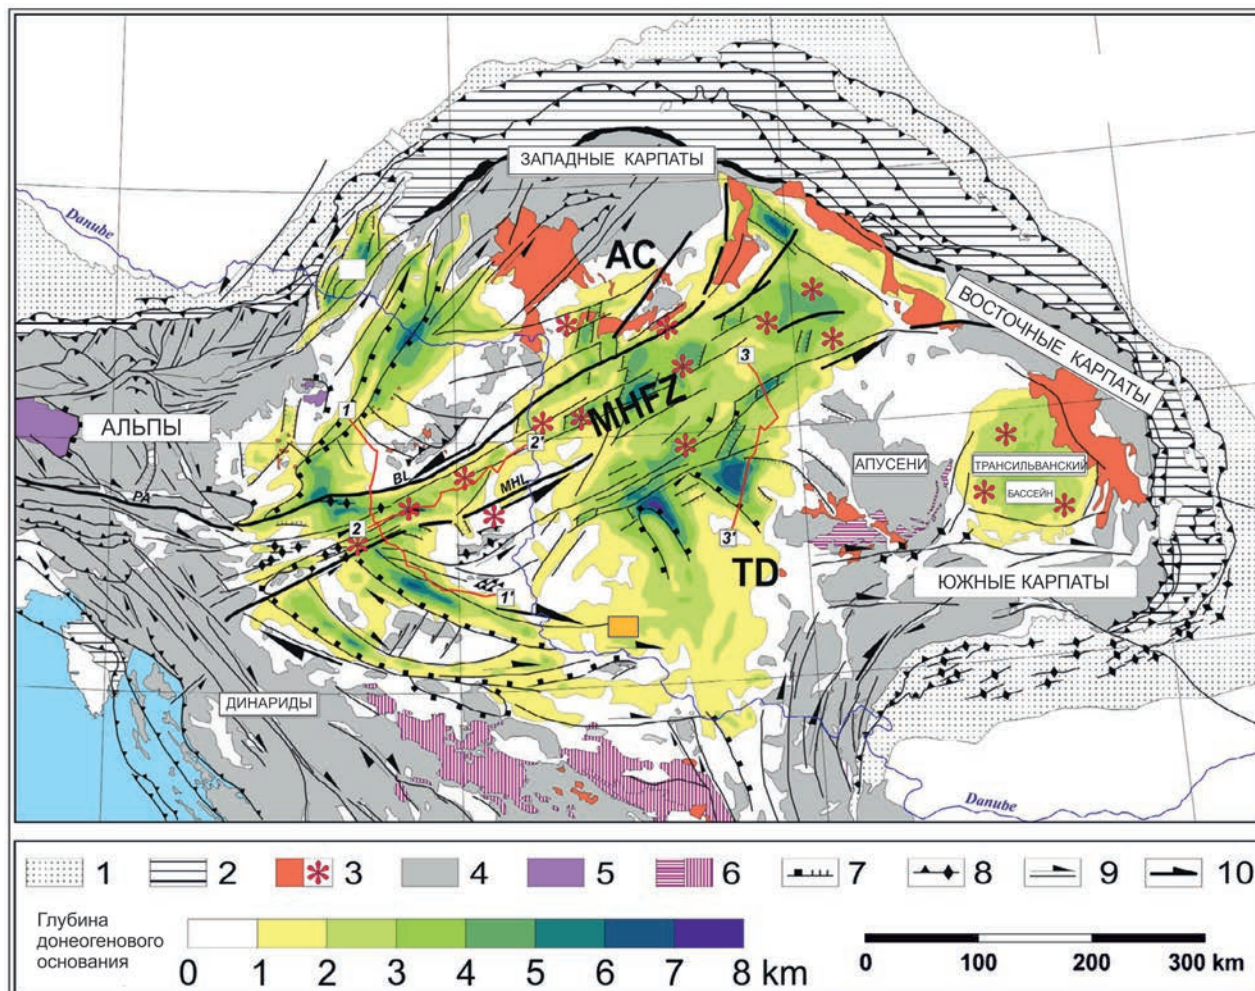 ЗАПАДНЫЕ КАРПАТЫ
Danube
AC
ВОСТОЧНЫЕ КАРПАТЫ
3
MHFZ
1'
АЛЬПЫ
2'
BL
MHL
АПУСЕНИ
ТРАНСИЛЬВАНСКИЙ
БАССЕЙН
PA
2
3'
TD
1'
ЮЖНЫЕ КАРПАТЫ
ДИНАРИДЫ
Danube
1 2 3 4 5 6 7 8 9 10
Глубина
донеогенового
основания
0 1 2 3 4 5 6 7 8 km
0 100 200 300 km